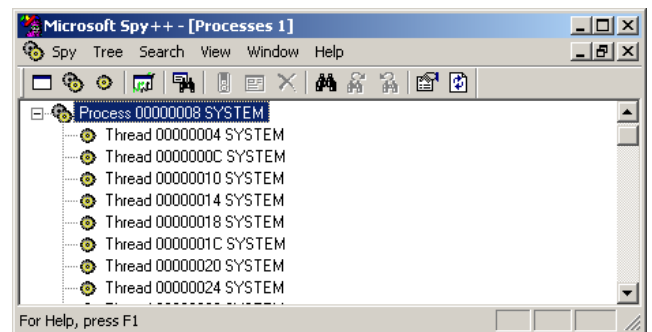 Microsoft Spy++ - [Processes 1]
Spy Tree Search View Window Help
Process 00000008 SYSTEM
Thread 00000004 SYSTEM
Thread 0000000C SYSTEM
Thread 00000010 SYSTEM
Thread 00000014 SYSTEM
Thread 00000018 SYSTEM
Thread 0000001C SYSTEM
Thread 00000020 SYSTEM
Thread 00000024 SYSTEM
For Help, press F1